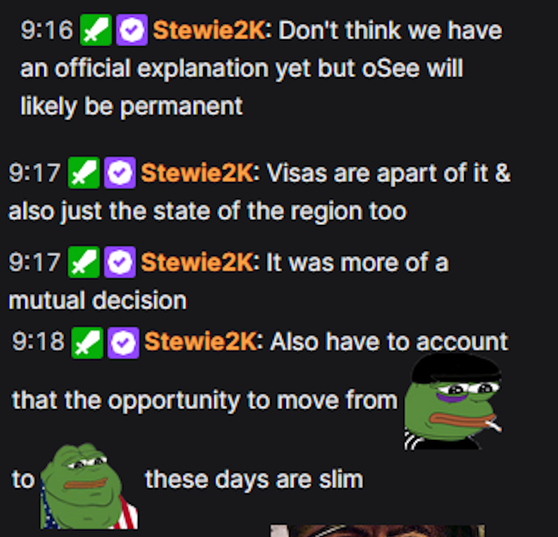 9:16 Stewie2K: Don't think we have
an official explanation yet but oSee will
likely be permanent
9:17 Stewie2K: Visas are apart of it &
also just the state of the region too
9:17 Stewie2K: It was more of a
mutual decision
9:18 Stewie2K: Also have to account
that the opportunity to move from
to these days are slim